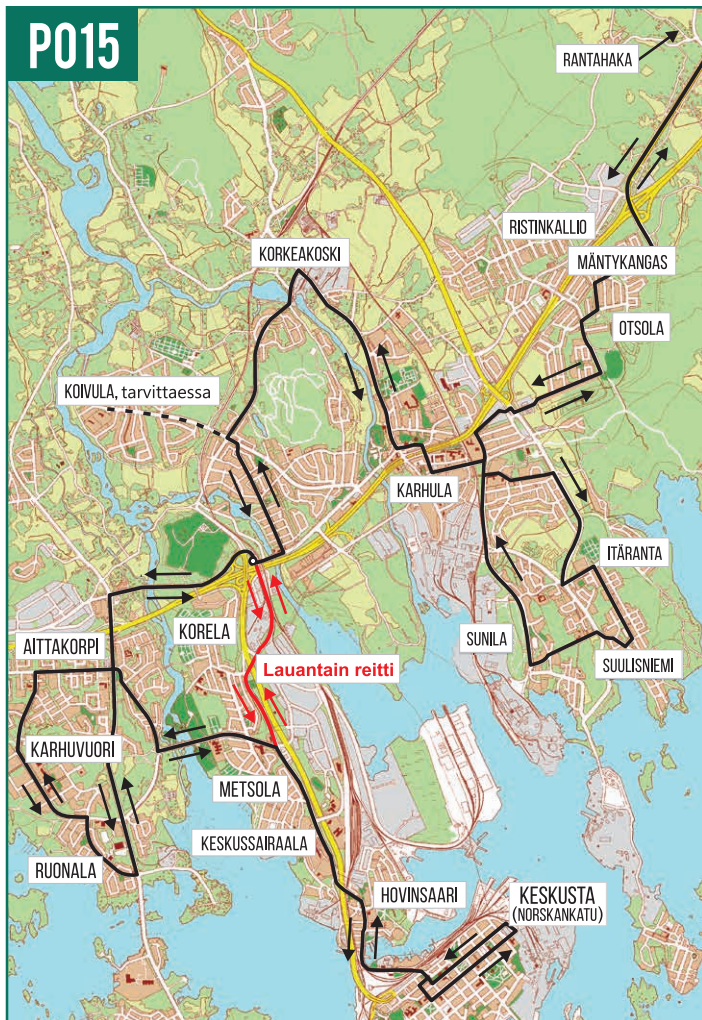 P015
RANTAHAKA
RISTINKALLIO
KORKEAKOSKI
MÄNTYKANGAS
OTSOLA
KOIVULA, tarvittaessa
KARHULA
ITÄRANTA
KORELA
SUNILA
AITTAKORPI
SUULISNIEMI
Lauantain reitti
KARHUVUORI
METSOLA
KESKUSSAIRAALA
RUONALA
HOVINSAARI
KESKUSTA
(NORSKANKATU)